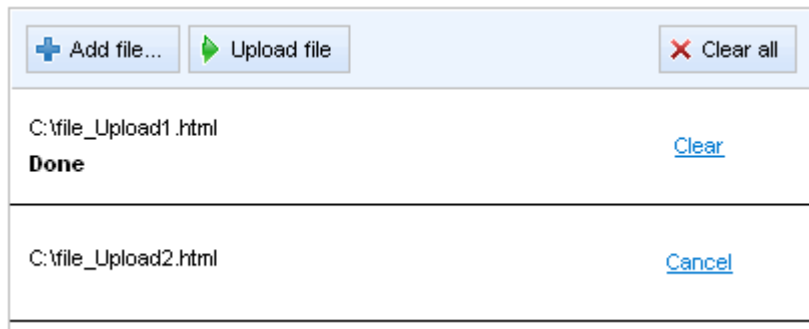 Add file... Upload file Clear all
C:\file_Upload1.html Clear
Done
C:\file_Upload2.html Cancel